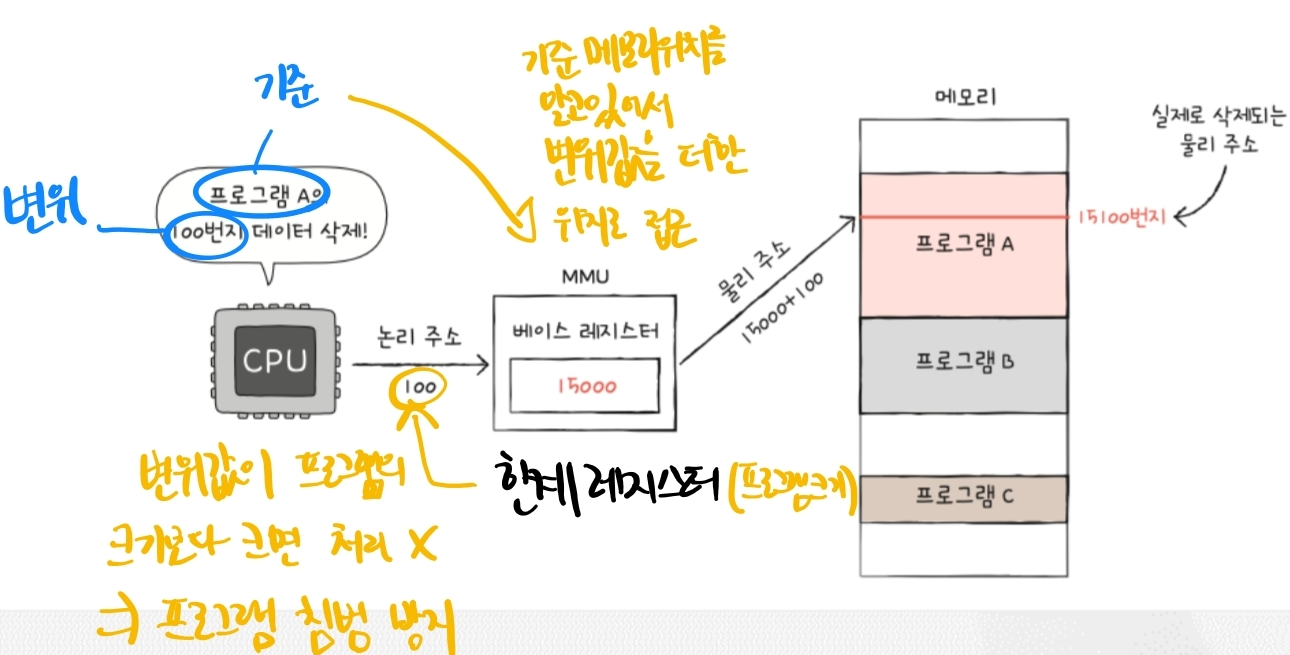 기준
변위
프로그램 A의
100번지 데이터 삭제!
CPU
논리 주소
100
기준 메모리위치를
알고있어서
변위값을 더한
위치로 접근
MMU
베이스 레지스터
15000
물리 주소
15000+100
메모리
프로그램 A
프로그램 B
프로그램 C
실제로 삭제되는
물리 주소
15100번지
한계 레지스터 (프로그램크기)
변위값이 프로그램의
크기보다 크면 처리 X
⇒ 프로그램 침범 방지